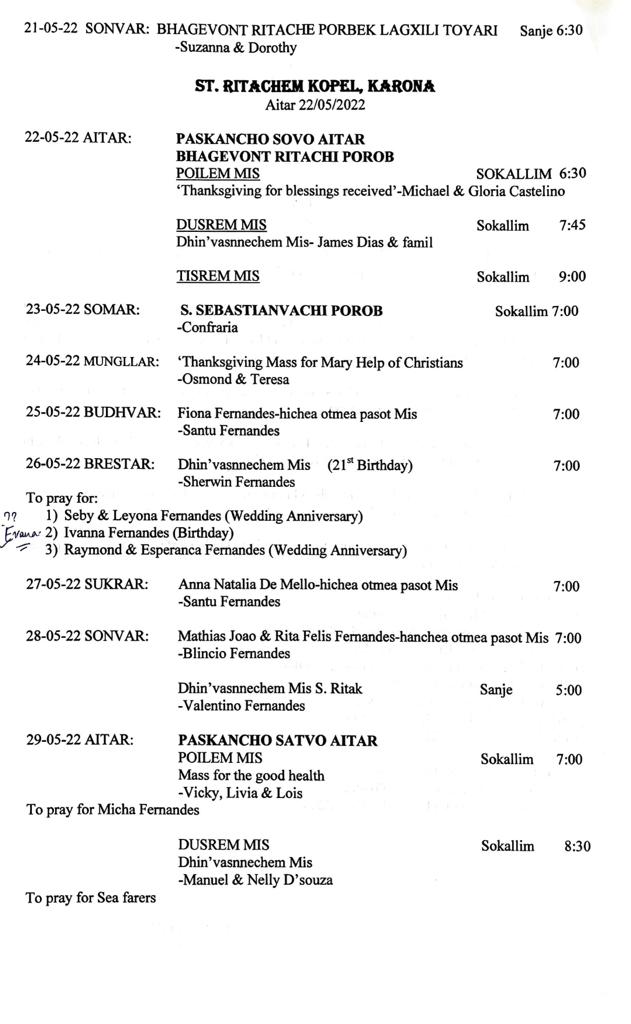 21-05-22 SONVAR: BHAGEVONT RITACHE PORBEK LAGXILI TOYARI Sanje 6:30
-Suzanna & Dorothy
ST. RITACHEM KOPEL, KARONA
Aitar 22/05/2022
22-05-22 AITAR: PASKANCHO SOVO AITAR
BHAGEVONT RITACHI POROB
POILEM MIS SOKALLIM 6:30
‘Thanksgiving for blessings received’-Michael & Gloria Castelino
DUSREM MIS Sokallim 7:45
Dhin’vasnnechem Mis- James Dias & famil
TISREM MIS Sokallim 9:00
23-05-22 SOMAR: S. SEBASTIANVACHI POROB Sokallim 7:00
-Confraria
24-05-22 MUNGLLAR: ‘Thanksgiving Mass for Mary Help of Christians 7:00
-Osmond & Teresa
25-05-22 BUDHVAR: Fiona Fernandes-hichea otmea pasot Mis 7:00
-Santu Fernandes
26-05-22 BRESTAR: Dhin’vasnnechem Mis (21st Birthday) 7:00
-Sherwin Fernandes
To pray for:
?? 1) Seby & Leyona Fernandes (Wedding Anniversary)
Evana 2) Ivanna Fernandes (Birthday)
3) Raymond & Esperanca Fernandes (Wedding Anniversary)
27-05-22 SUKRAR: Anna Natalia De Mello-hichea otmea pasot Mis 7:00
-Santu Fernandes
28-05-22 SONVAR: Mathias Joao & Rita Felis Fernandes-hanchea otmea pasot Mis 7:00
-Blincio Fernandes
Dhin’vasnnechem Mis S. Ritak Sanje 5:00
-Valentino Fernandes
29-05-22 AITAR: PASKANCHO SATVO AITAR
POILEM MIS Sokallim 7:00
Mass for the good health
-Vicky, Livia & Lois
To pray for Micha Fernandes
DUSREM MIS Sokallim 8:30
Dhin’vasnnechem Mis
-Manuel & Nelly D’souza
To pray for Sea farers